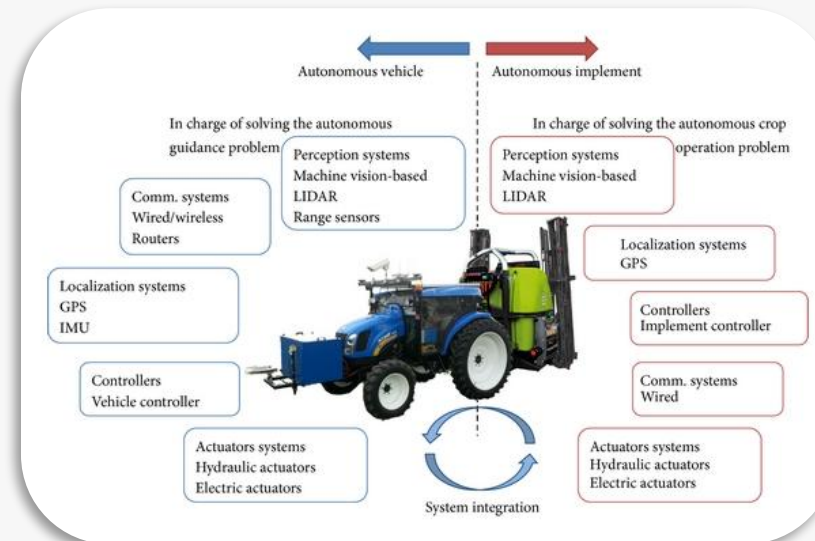 Autonomous vehicle
Autonomous implement
In charge of solving the autonomous
guidance problem
In charge of solving the autonomous crop
operation problem
Perception systems
Machine vision-based
LIDAR
Range sensors
Perception systems
Machine vision-based
LIDAR
Comm. systems
Wired/wireless
Routers
Localization systems
GPS
Localization systems
GPS
IMU
Controllers
Implement controller
Controllers
Vehicle controller
Comm. systems
Wired
Actuators systems
Hydraulic actuators
Electric actuators
Actuators systems
Hydraulic actuators
Electric actuators
System integration